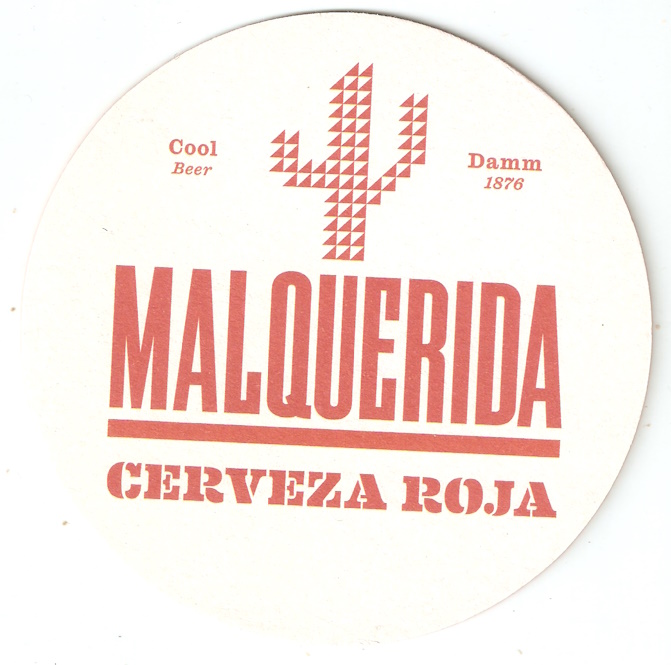 Cool
Beer
Damm
1876
MALQUERIDA
CERVEZA ROJA